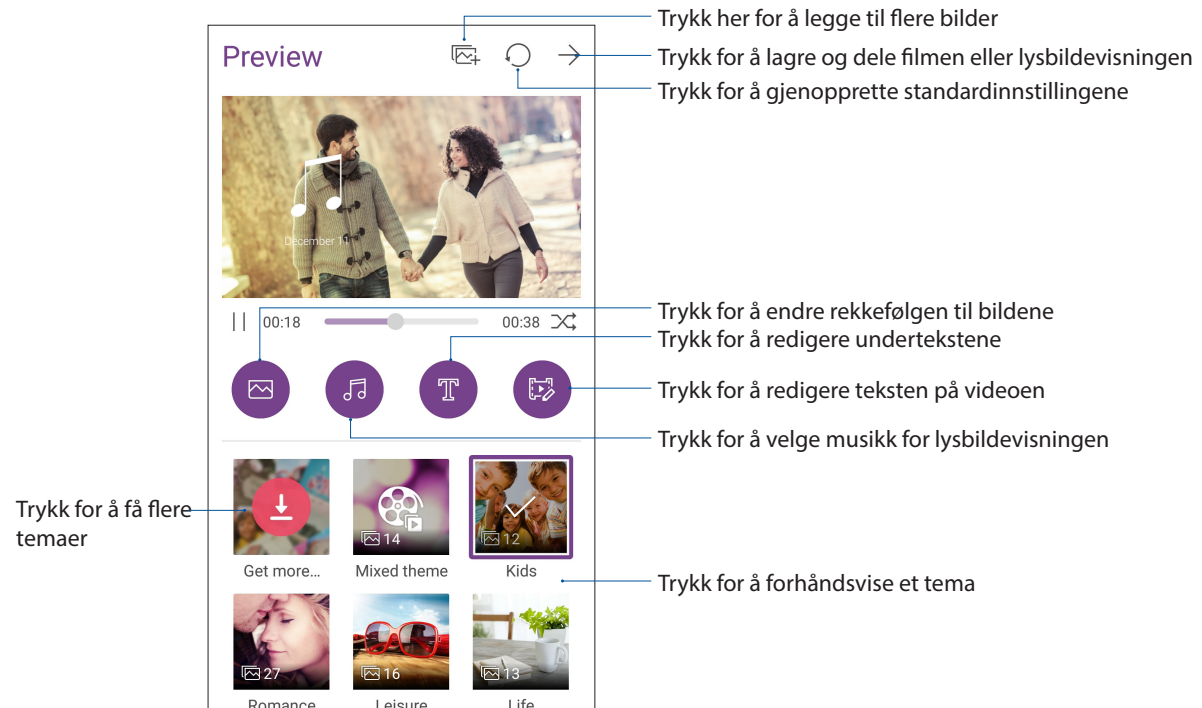 Trykk her for å legge til flere bilder
Preview
Trykk for å lagre og dele filmen eller lysbildevisningen
Trykk for å gjenopprette standardinnstillingene
December 11
00:18
00:38
Trykk for å endre rekkefølgen til bildene
Trykk for å redigere undertekstene
Trykk for å redigere teksten på videoen
Trykk for å velge musikk for lysbildevisningen
Trykk for å få flere
temaer
14
12
Get more...
Mixed theme
Kids
Trykk for å forhåndsvise et tema
27
16
13
Romance
Leisure
Life